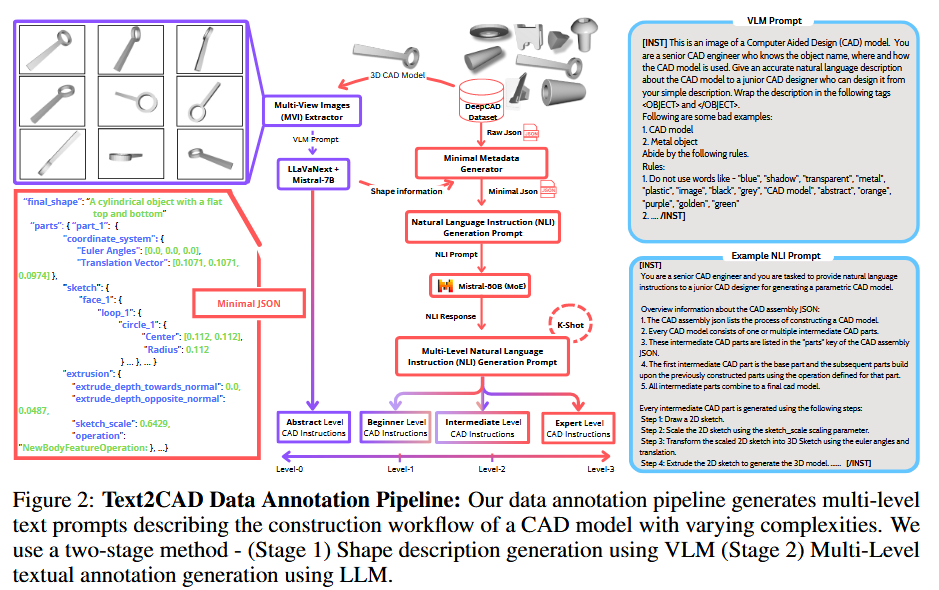 3D CAD Model
Multi-View Images
(MVI) Extractor
VLM Prompt
LLaVaNext +
Mistral-7B
Shape information
DeepCAD
Dataset
Raw Json
JSON
Minimal Metadata
Generator
Minimal Json
JSON
Natural Language Instruction (NLI)
Generation Prompt
NLI Prompt
Mistral-50B (MoE)
NLI Response
K-Shot
Multi-Level Natural Language
Instruction (NLI) Generation Prompt
Abstract Level
CAD Instructions
Beginner Level
CAD Instructions
Intermediate Level
CAD Instructions
Expert Level
CAD Instructions
Level-0
Level-1
Level-2
Level-3
"final_shape": "A cylindrical object with a flat
top and bottom"
"parts": { "part_1": {
"coordinate_system": {
"Euler Angles": [0.0, 0.0, 0.0],
"Translation Vector": [0.1071, 0.1071,
0.0974] },
"sketch": {
"face_1": {
"loop_1": {
"circle_1": {
"Center": [0.112, 0.112],
"Radius": 0.112
} ... }, ... }
"extrusion": {
"extrude_depth_towards_normal": 0.0,
"extrude_depth_opposite_normal":
0.0487,
"sketch_scale": 0.6429,
"operation":
"NewBodyFeatureOperation: }, ...}
Minimal JSON
VLM Prompt
[INST] This is an image of a Computer Aided Design (CAD) model. You
are a senior CAD engineer who knows the object name, where and how
the CAD model is used. Give an accurate natural language description
about the CAD model to a junior CAD designer who can design it from
your simple description. Wrap the description in the following tags
<OBJECT> and </OBJECT>.
Following are some bad examples:
1. CAD model
2. Metal object
Abide by the following rules.
Rules:
1. Do not use words like - "blue", "shadow", "transparent", "metal",
"plastic", "image", "black", "grey", "CAD model", "abstract", "orange",
"purple", "golden", "green"
2. .... /INST]
Example NLI Prompt
[INST]
You are a senior CAD engineer and you are tasked to provide natural language
instructions to a junior CAD designer for generating a parametric CAD model.
Overview information about the CAD assembly JSON:
1. The CAD assembly json lists the process of constructing a CAD model.
2. Every CAD model consists of one or multiple intermediate CAD parts.
3. These intermediate CAD parts are listed in the "parts" key of the CAD assembly
JSON.
4. The first intermediate CAD part is the base part and the subsequent parts build
upon the previously constructed parts using the operation defined for that part.
5. All intermediate parts combine to a final cad model.
Every intermediate CAD part is generated using the following steps:
Step 1: Draw a 2D sketch.
Step 2: Scale the 2D sketch using the sketch_scale scaling parameter.
Step 3: Transform the scaled 2D sketch into 3D Sketch using the euler angles and
translation.
Step 4: Extrude the 2D sketch to generate the 3D model. ...... [/INST]
Figure 2: Text2CAD Data Annotation Pipeline: Our data annotation pipeline generates multi-level
text prompts describing the construction workflow of a CAD model with varying complexities. We
use a two-stage method - (Stage 1) Shape description generation using VLM (Stage 2) Multi-Level
textual annotation generation using LLM.